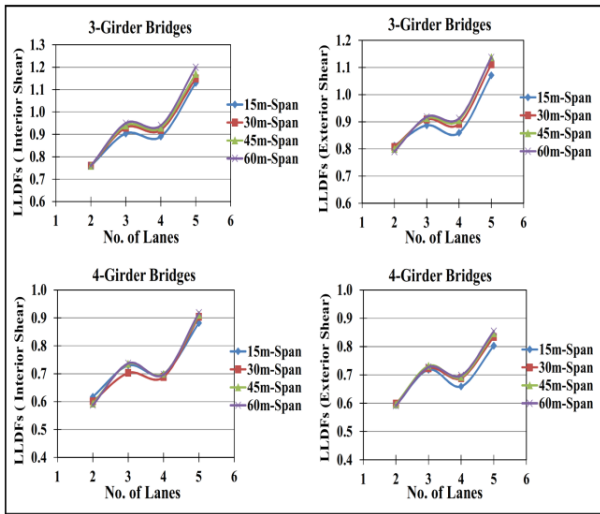 3-Girder Bridges
LLDFs ( Interior Shear)
1.3
1.2
1.1
1.0
0.9
0.8
0.7
0.6
1 2 3 4 5 6
No. of Lanes
15m-Span
30m-Span
45m-Span
60m-Span
3-Girder Bridges
LLDFs (Exterior Shear)
1.2
1.1
1.0
0.9
0.8
0.7
0.6
1 2 3 4 5 6
No. of Lanes
15m-Span
30m-Span
45m-Span
60m-Span
4-Girder Bridges
LLDFs ( Interior Shear)
1.0
0.9
0.8
0.7
0.6
0.5
0.4
1 2 3 4 5 6
No. of Lanes
15m-Span
30m-Span
45m-Span
60m-Span
4-Girder Bridges
LLDFs (Exterior Shear)
1.0
0.9
0.8
0.7
0.6
0.5
0.4
1 2 3 4 5 6
No. of Lanes
15m-Span
30m-Span
45m-Span
60m-Span